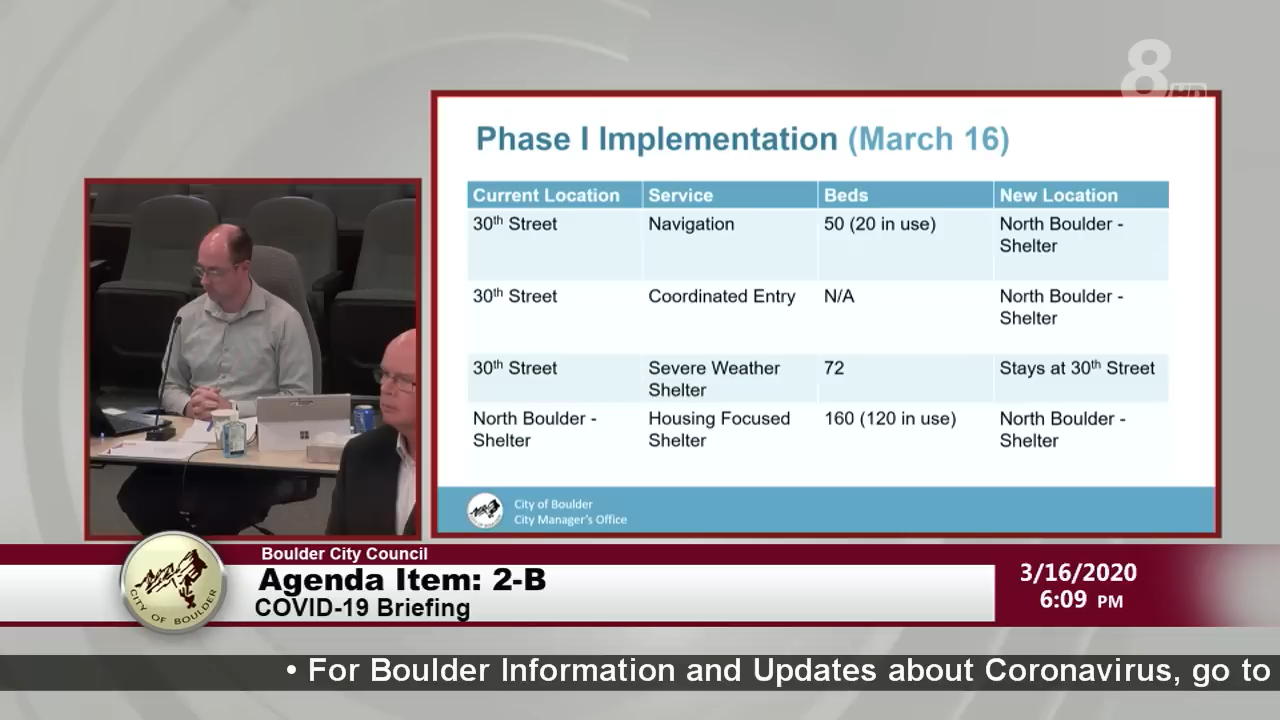 8
HD
Phase I Implementation (March 16)
Current Location Service Beds New Location
30th Street Navigation 50 (20 in use) North Boulder -
Shelter
30th Street Coordinated Entry N/A North Boulder -
Shelter
30th Street Severe Weather 72 Stays at 30th Street
Shelter
North Boulder - Housing Focused 160 (120 in use) North Boulder -
Shelter Shelter Shelter
City of Boulder
City Manager's Office
Boulder City Council
Agenda Item: 2-B
COVID-19 Briefing
CITY OF BOULDER
3/16/2020
6:09 PM
• For Boulder Information and Updates about Coronavirus, go to